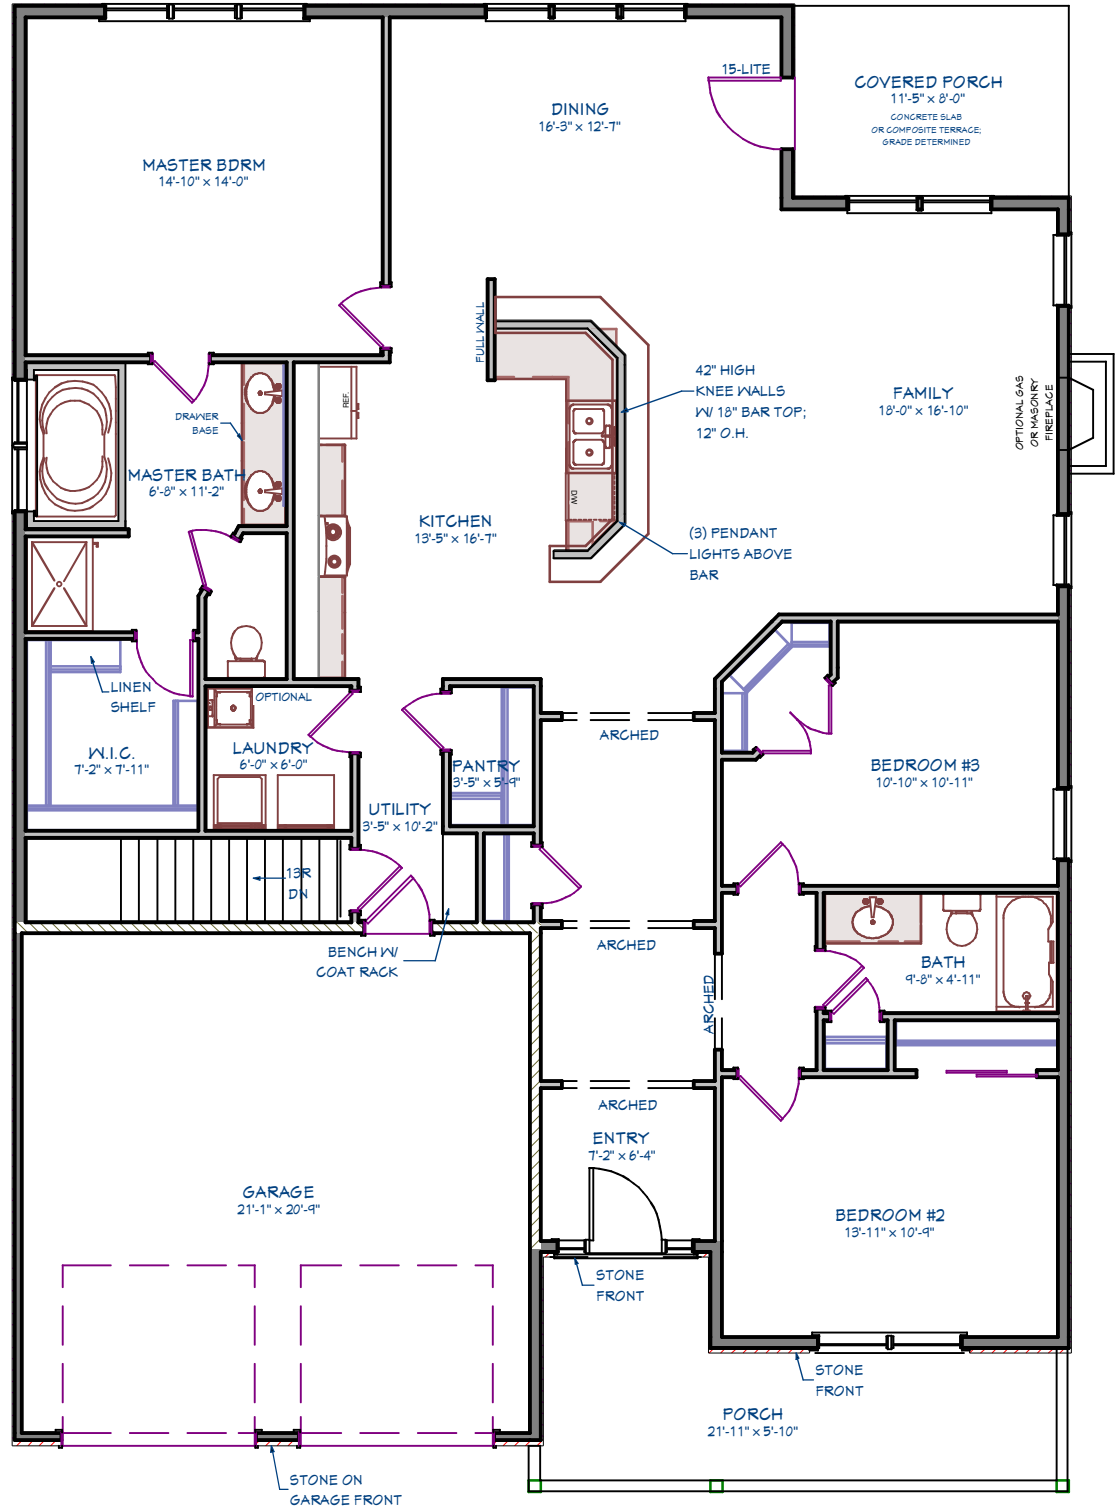 15-LITE
COVERED PORCH
11'-5" x 8'-0"
CONCRETE SLAB
OR COMPOSITE TERRACE;
GRADE DETERMINED
DINING
16'-3" x 12'-7"
MASTER BDRM
14'-10" x 14'-0"
FULL WALL
42" HIGH
KNEE WALLS
W/ 18" BAR TOP;
12" O.H.
FAMILY
18'-0" x 16'-10"
OPTIONAL GAS
OR MASONRY
FIREPLACE
REF.
DRAWER
BASE
MASTER BATH
6'-8" x 11'-2"
KITCHEN
13'-5" x 16'-7"
DW
(3) PENDANT
LIGHTS ABOVE
BAR
LINEN
SHELF
OPTIONAL
W.I.C.
7'-2" x 7'-11"
LAUNDRY
6'-0" x 6'-0"
PANTRY
3'-5" x 5'-9"
ARCHED
BEDROOM #3
10'-10" x 10'-11"
UTILITY
3'-5" x 10'-2"
13R
DN
BENCH W/
COAT RACK
ARCHED
ARCHED
BATH
9'-8" x 4'-11"
ARCHED
ENTRY
7'-2" x 6'-4"
GARAGE
21'-1" x 20'-9"
BEDROOM #2
13'-11" x 10'-9"
STONE
FRONT
STONE
FRONT
PORCH
21'-11" x 5'-10"
STONE ON
GARAGE FRONT